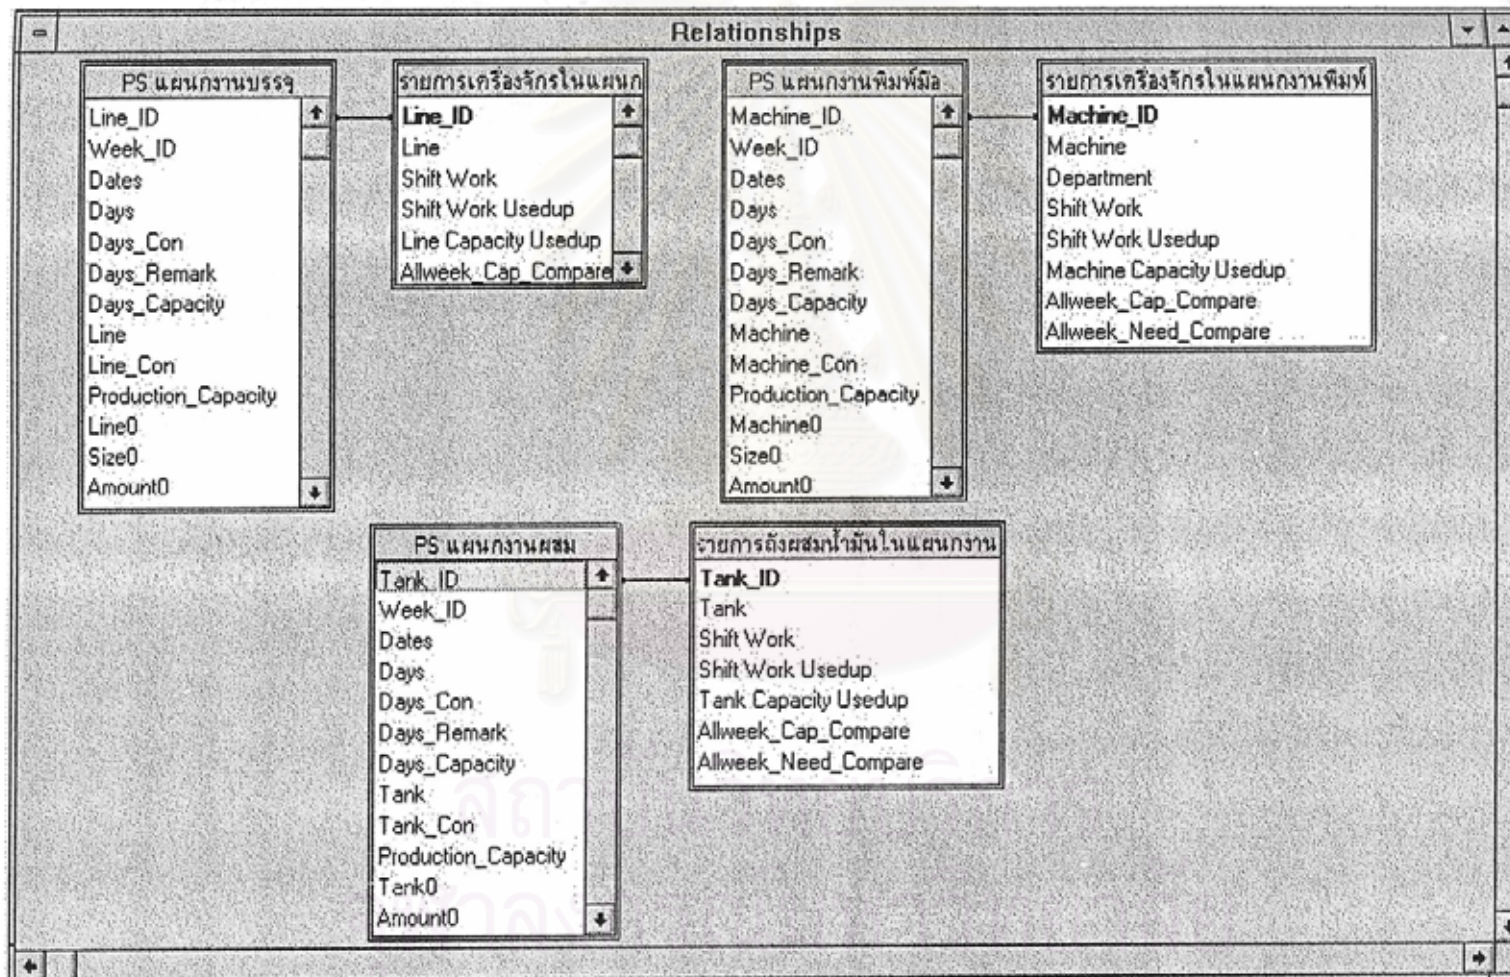 Relationships
PS แผนกงานบรรจุ
Line_ID
Week_ID
Dates
Days
Days_Con
Days_Remark
Days_Capacity
Line
Line_Con
Production_Capacity
Line0
Size0
Amount0
รายการเครื่องจักรในแผนก
Line_ID
Line
Shift Work
Shift Work Usedup
Line Capacity Usedup
Allweek_Cap_Compare
PS แผนกงานพิมพ์มือ
Machine_ID
Week_ID
Dates
Days
Days_Con
Days_Remark
Days_Capacity
Machine
Machine_Con
Production_Capacity
Machine0
Size0
Amount0
รายการเครื่องจักรในแผนกงานพิมพ์
Machine_ID
Machine
Department
Shift Work
Shift Work Usedup
Machine Capacity Usedup
Allweek_Cap_Compare
Allweek_Need_Compare
PS แผนกงานผสม
Tank_ID
Week_ID
Dates
Days
Days_Con
Days_Remark
Days_Capacity
Tank
Tank_Con
Production_Capacity
Tank0
Amount0
รายการถังผสมน้ำมันในแผนกงาน
Tank_ID
Tank
Shift Work
Shift Work Usedup
Tank Capacity Usedup
Allweek_Cap_Compare
Allweek_Need_Compare